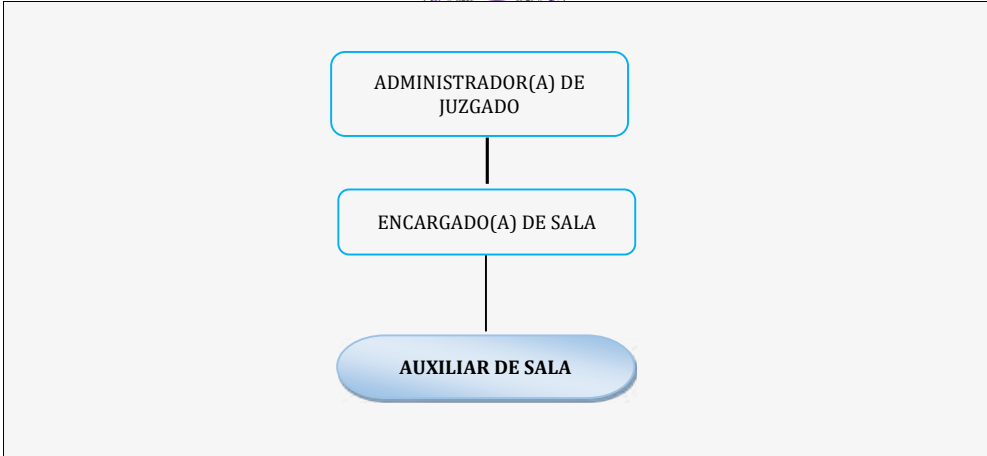 ADMINISTRADOR(A) DE
JUZGADO
ENCARGADO(A) DE SALA
AUXILIAR DE SALA